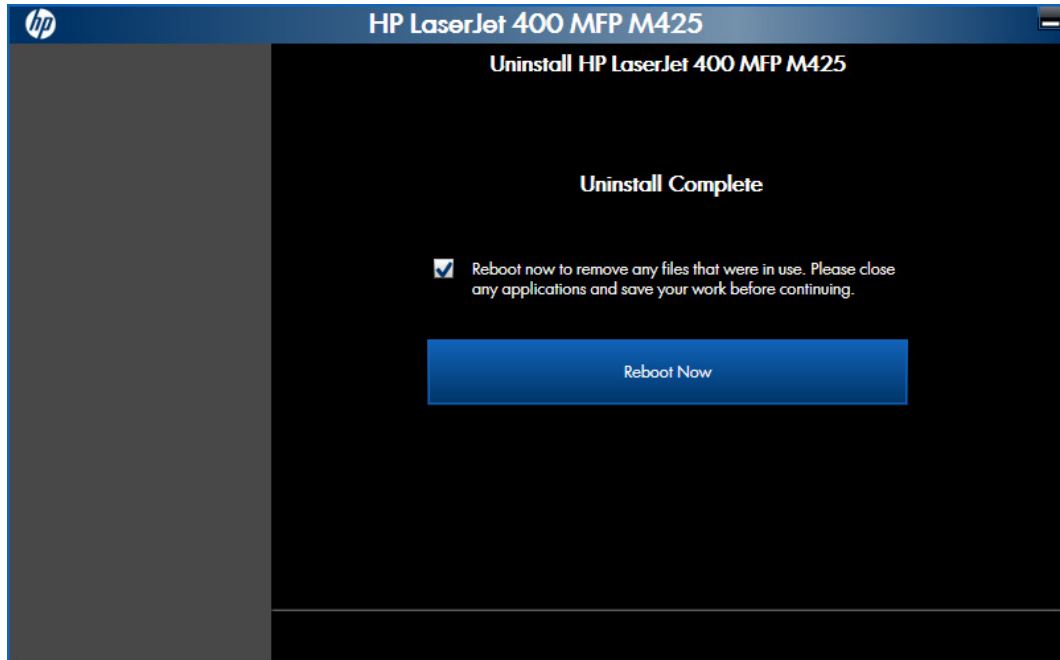 hp
HP LaserJet 400 MFP M425
Uninstall HP LaserJet 400 MFP M425
Uninstall Complete
Reboot now to remove any files that were in use. Please close
any applications and save your work before continuing.
Reboot Now